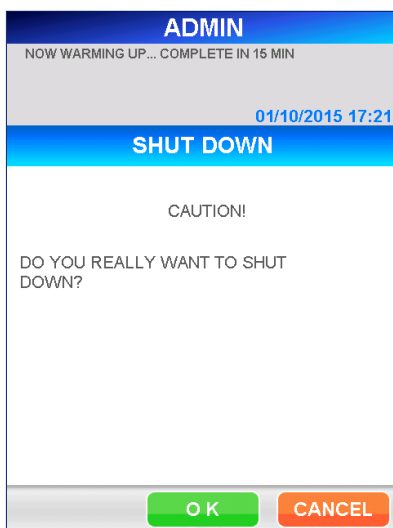 ADMIN
NOW WARMING UP... COMPLETE IN 15 MIN
01/10/2015 17:21
SHUT DOWN
CAUTION!
DO YOU REALLY WANT TO SHUT
DOWN?
O K
CANCEL